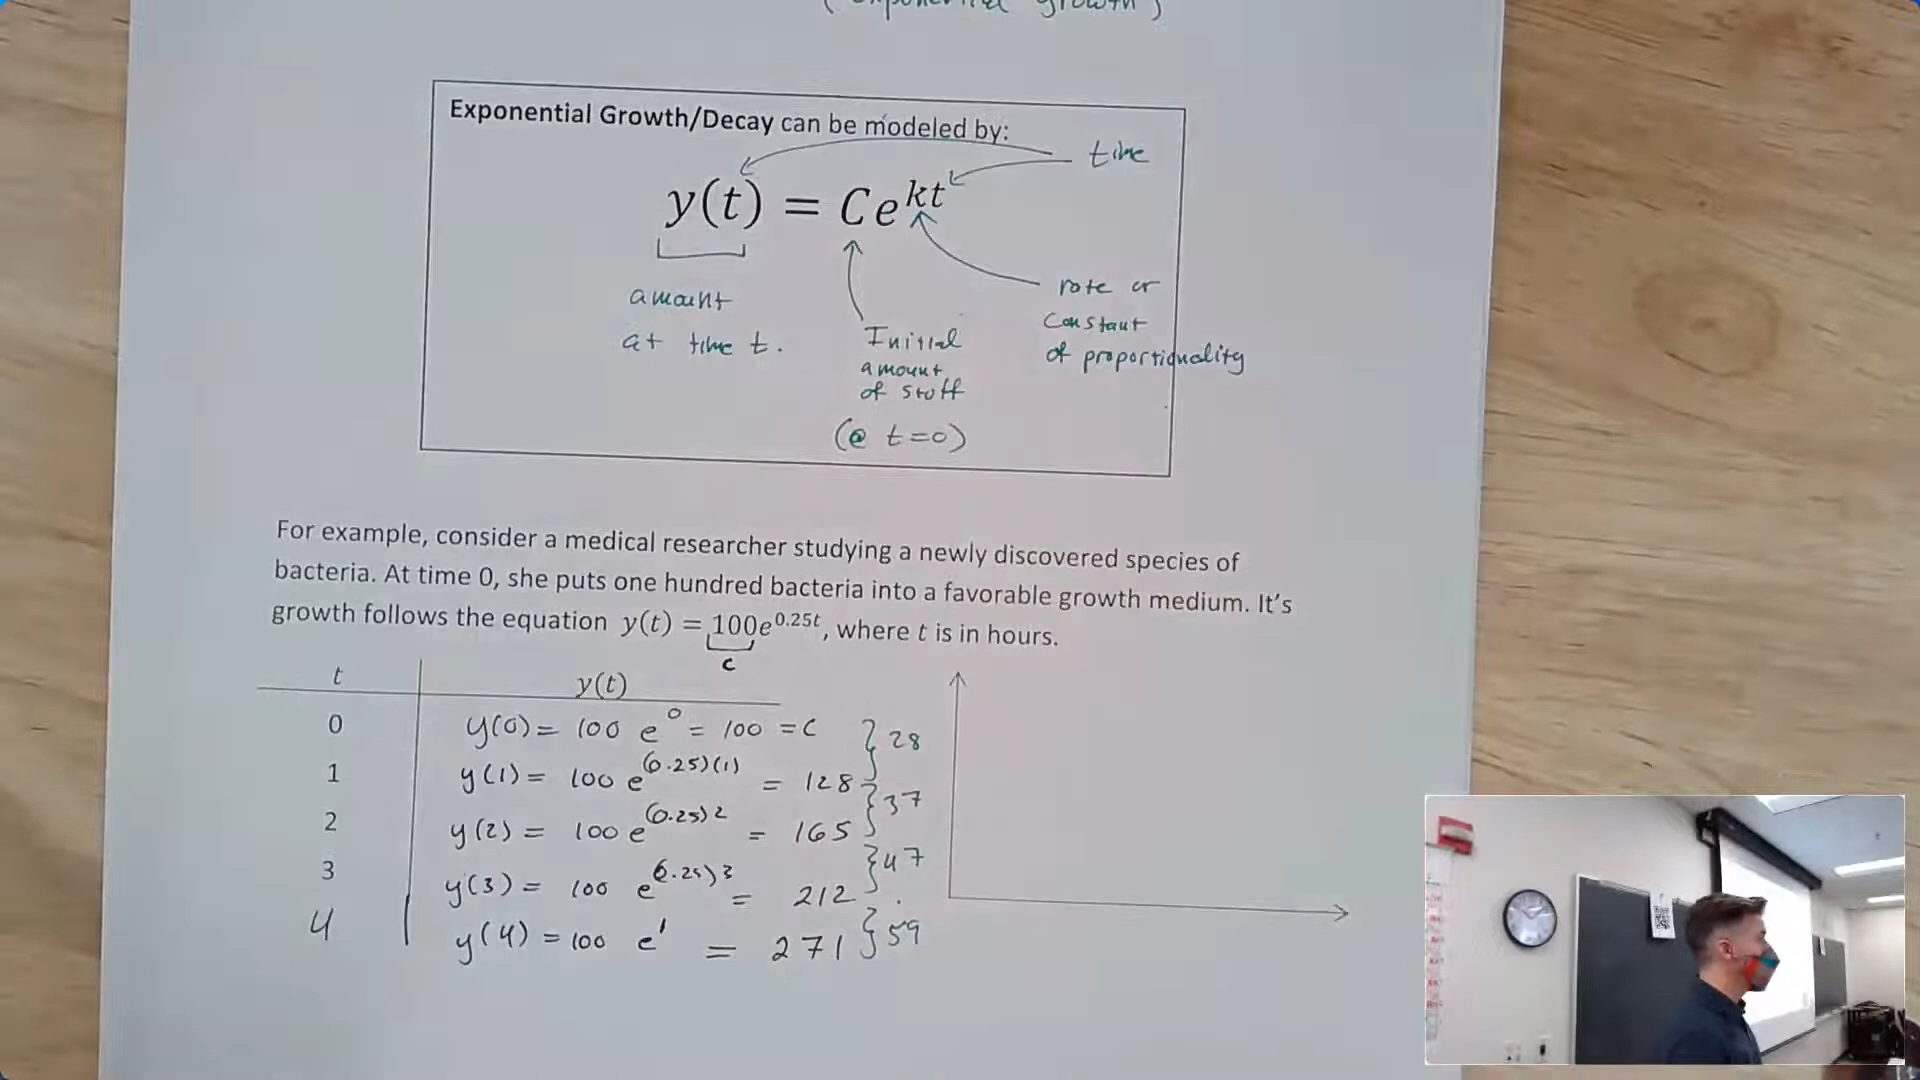 (exponential growth)
Exponential Growth/Decay can be modeled by:
time
y(t) = Ce^{kt}
amount
at time t.
Initial
amount
of stuff
(@ t=0)
rate or
constant
of proportionality
For example, consider a medical researcher studying a newly discovered species of
bacteria. At time 0, she puts one hundred bacteria into a favorable growth medium. It's
growth follows the equation y(t) = 100e^{0.25t}, where t is in hours.
c
t y(t)
0 y(0) = 100 e^0 = 100 = C } 28
1 y(1) = 100 e^{(0.25)(1)} = 128 } 37
2 y(2) = 100 e^{(0.25)2} = 165 } 47
3 y(3) = 100 e^{(0.25)3} = 212
4 y(4) = 100 e^1 = 271 } 59